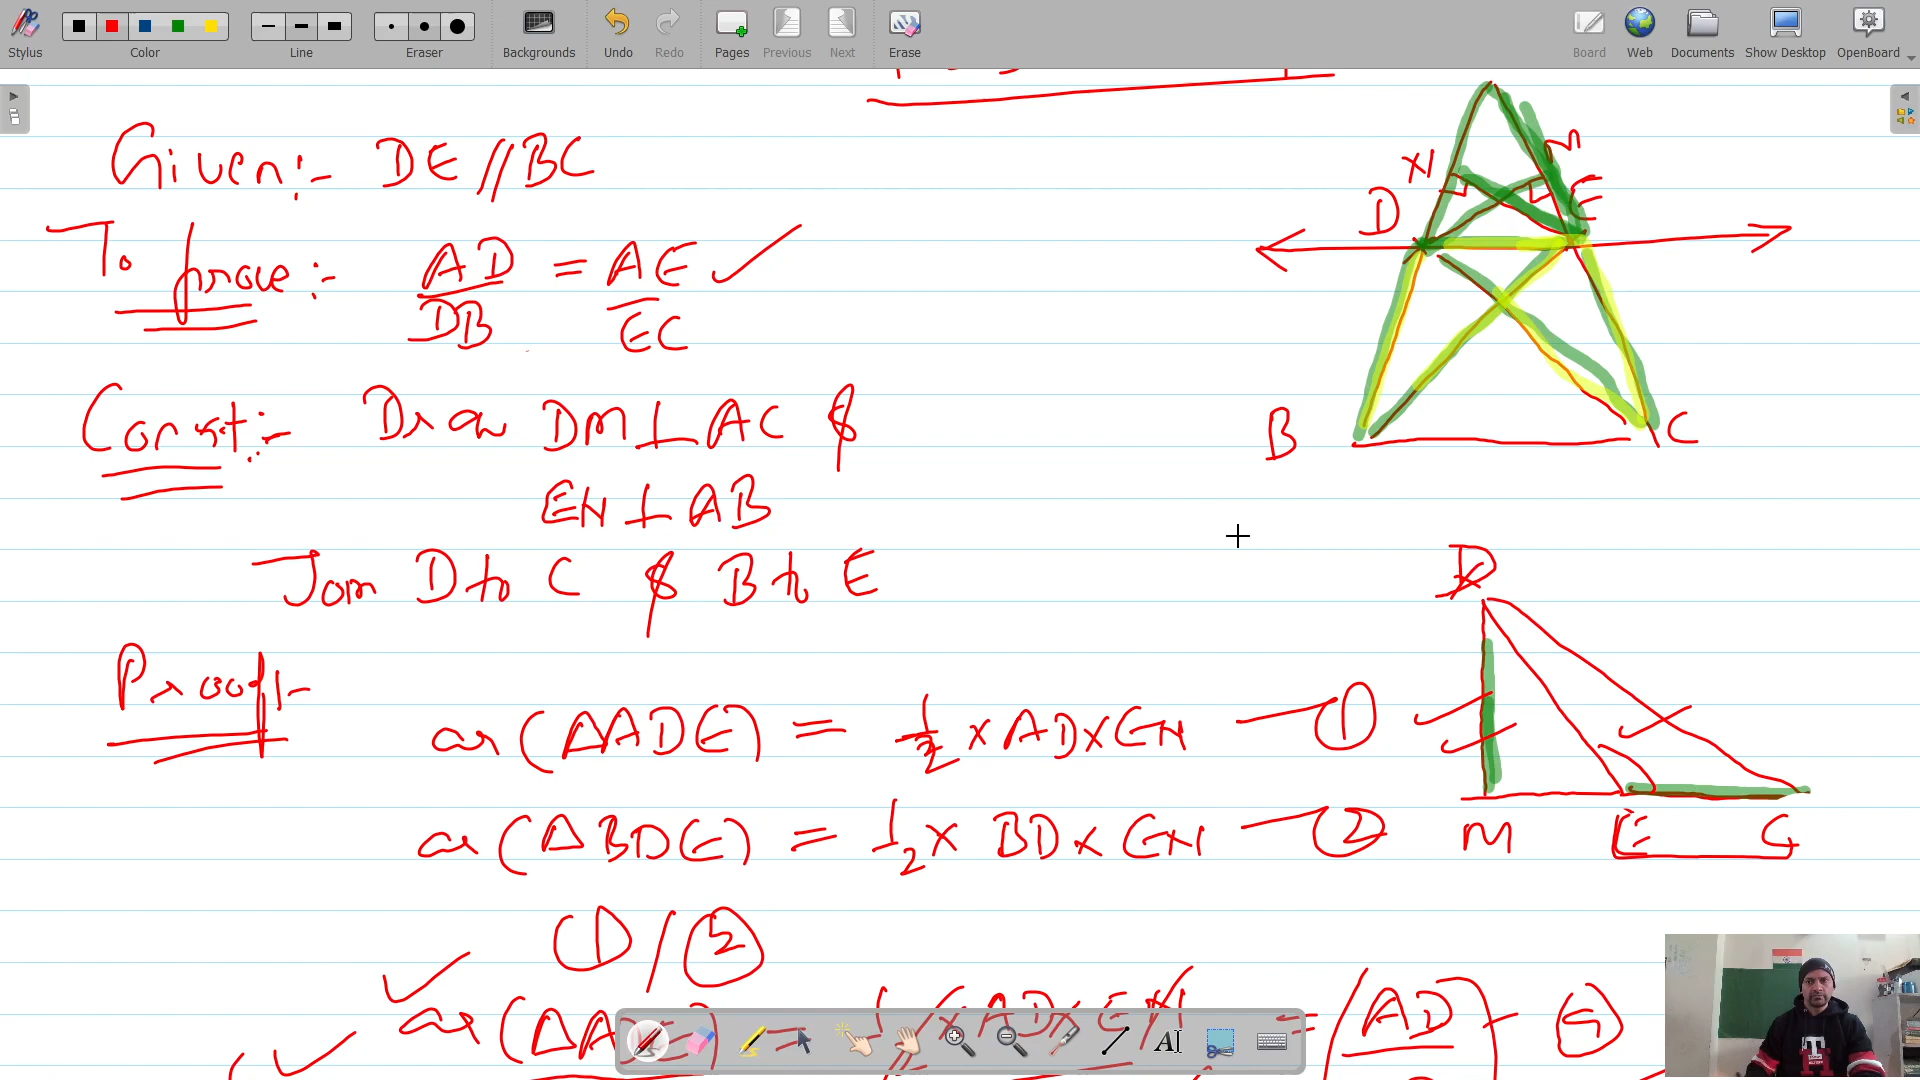 Stylus Color Line Eraser Backgrounds Undo Redo Pages Previous Next Erase Board Web Documents Show Desktop OpenBoard
Given:- DE // BC
To prove:- AD/DB = AE/EC ✓
Const:- Draw DM ⊥ AC &
EN ⊥ AB
Join D to C & B to E
Proof:-
ar(ΔADE) = 1/2 × AD × EN — ①
ar(ΔBDE) = 1/2 × BD × EN — ②
① / ②
D
E
B
C
D
M E C